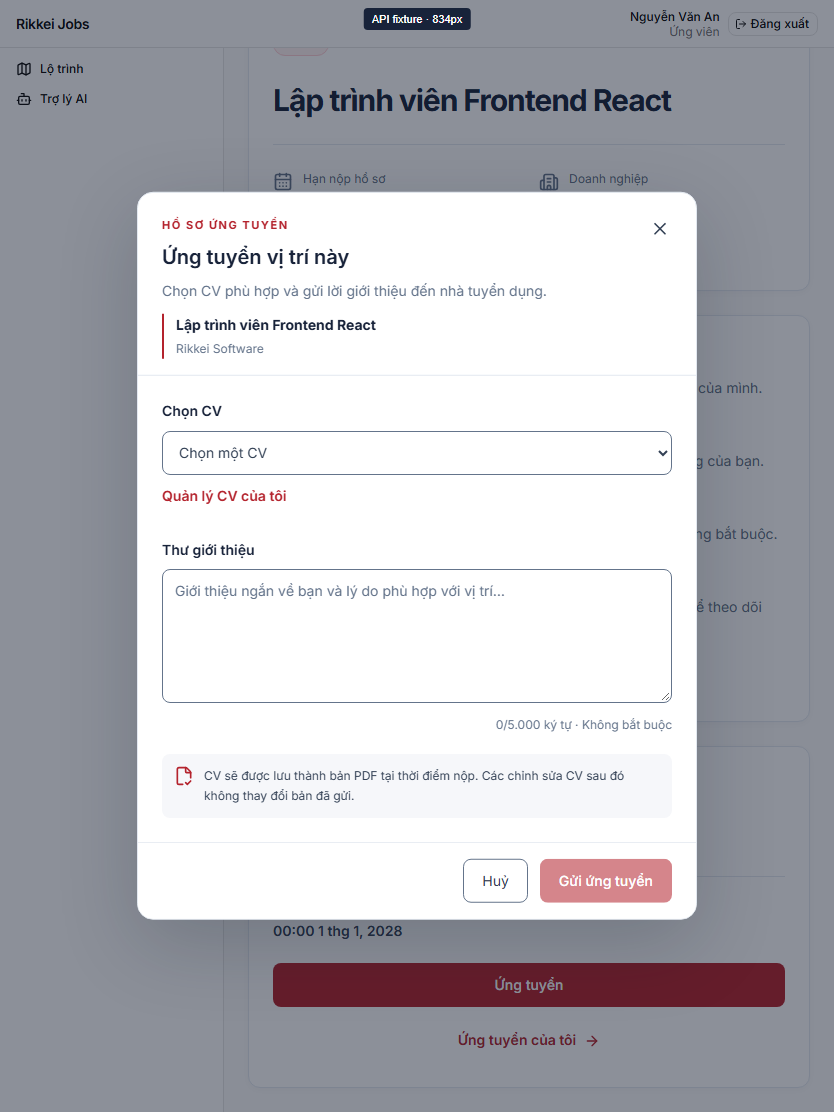 Rikkei Jobs
API fixture · 834px
Nguyễn Văn An
Ứng viên
Đăng xuất
Lộ trình
Trợ lý AI
Lập trình viên Frontend React
Hạn nộp hồ sơ
Doanh nghiệp
HỒ SƠ ỨNG TUYỂN
Ứng tuyển vị trí này
Chọn CV phù hợp và gửi lời giới thiệu đến nhà tuyển dụng.
Lập trình viên Frontend React
Rikkei Software
của mình.
Chọn CV
Chọn một CV
của bạn.
Quản lý CV của tôi
bắt buộc.
Thư giới thiệu
Giới thiệu ngắn về bạn và lý do phù hợp với vị trí...
theo dõi
0/5.000 ký tự · Không bắt buộc
CV sẽ được lưu thành bản PDF tại thời điểm nộp. Các chỉnh sửa CV sau đó
không thay đổi bản đã gửi.
Huỷ
Gửi ứng tuyển
00:00 1 thg 1, 2028
Ứng tuyển
Ứng tuyển của tôi →